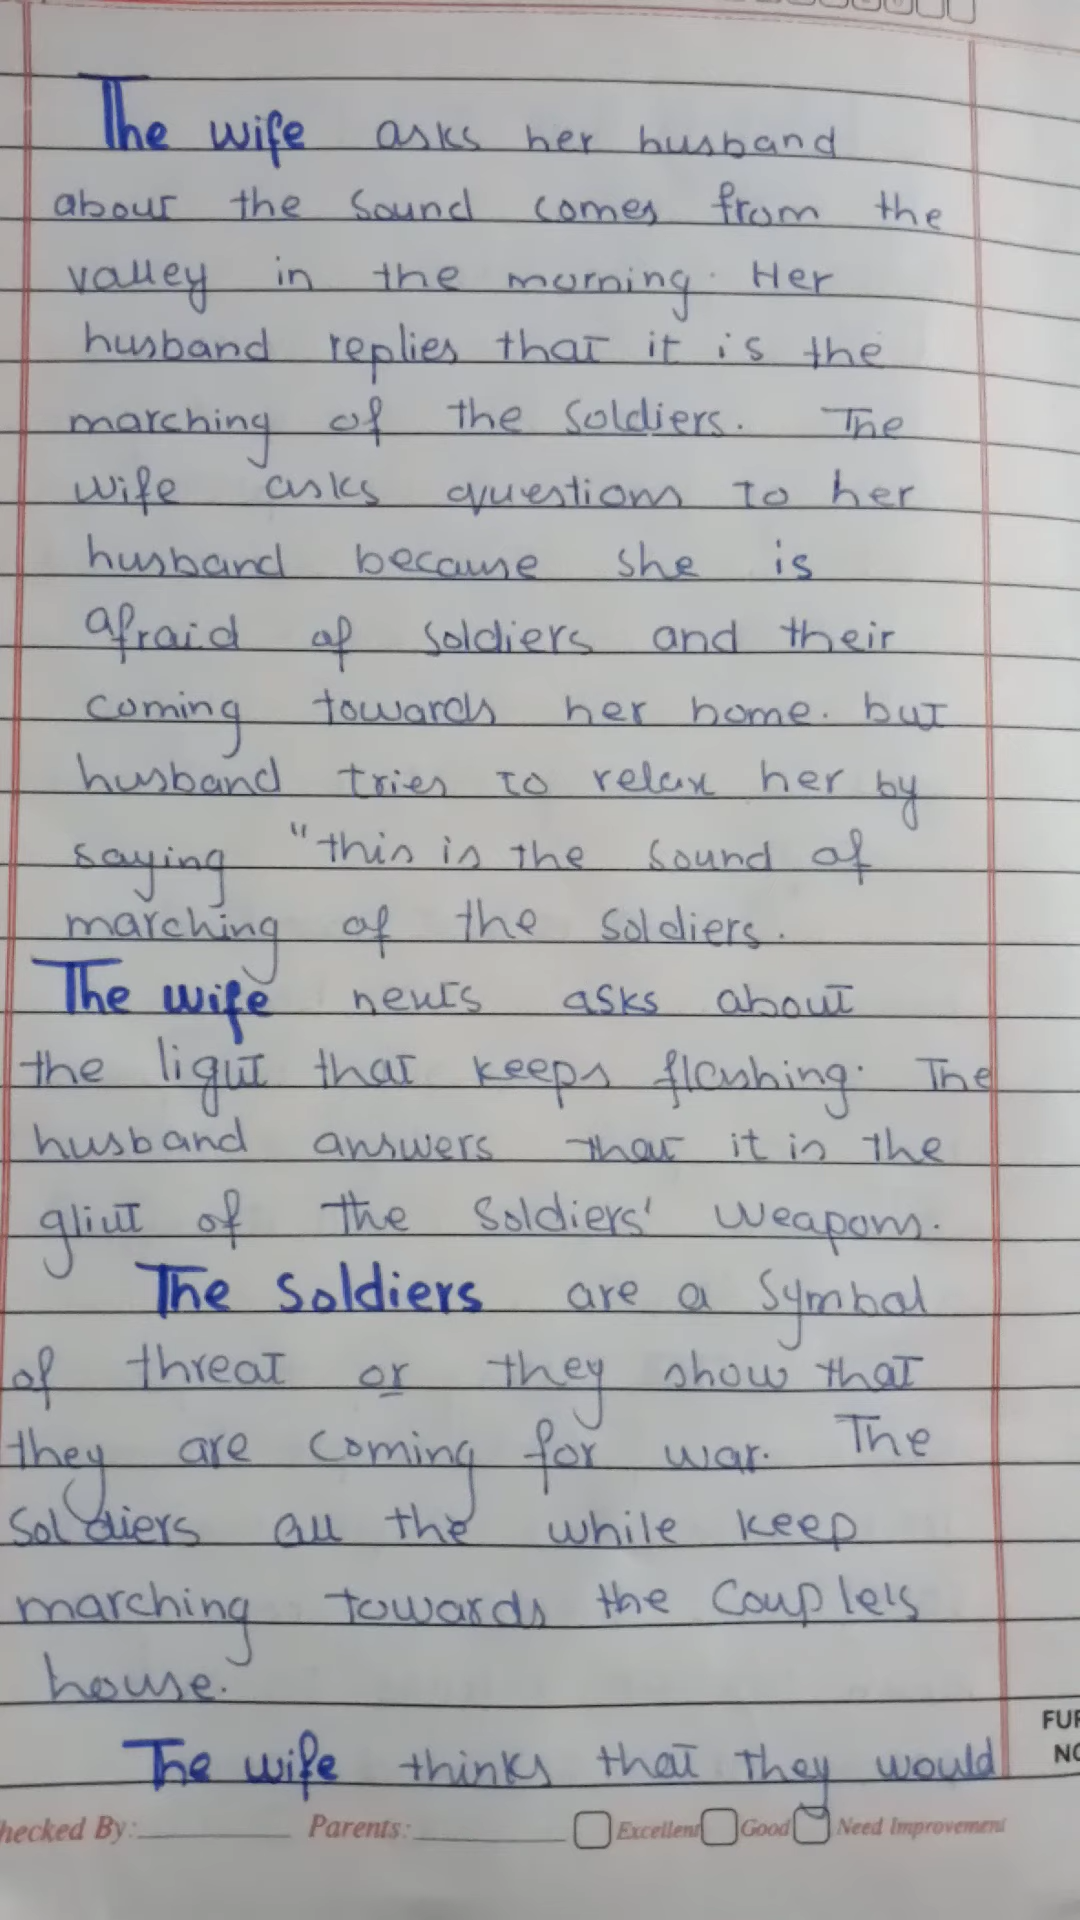 The wife asks her husband
about the sound comes from the
valley in the morning. Her
husband replies that it is the
marching of the soldiers. The
wife asks questions to her
husband because she is
afraid of soldiers and their
coming towards her home. but
husband tries to relax her by
saying "this is the sound of
marching of the soldiers.
The wife asks about
the light that keeps flashing. The
husband answers that it is the
glint of the soldiers' weapons.
The Soldiers are a symbol
of threat or they show that
they are coming for war. The
soldiers all the while keep
marching towards the couple's
house.
The wife thinks that they would
FUR
NO
hecked By: Parents: Excellent Good Need Improvement